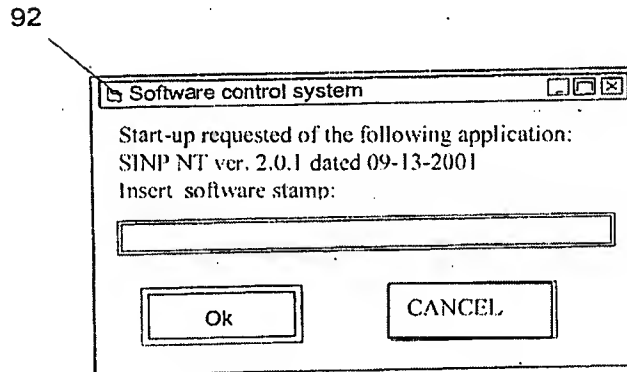 92
Software control system
Start-up requested of the following application:
SINP NT ver. 2.0.1 dated 09-13-2001
Insert software stamp:
Ok
CANCEL